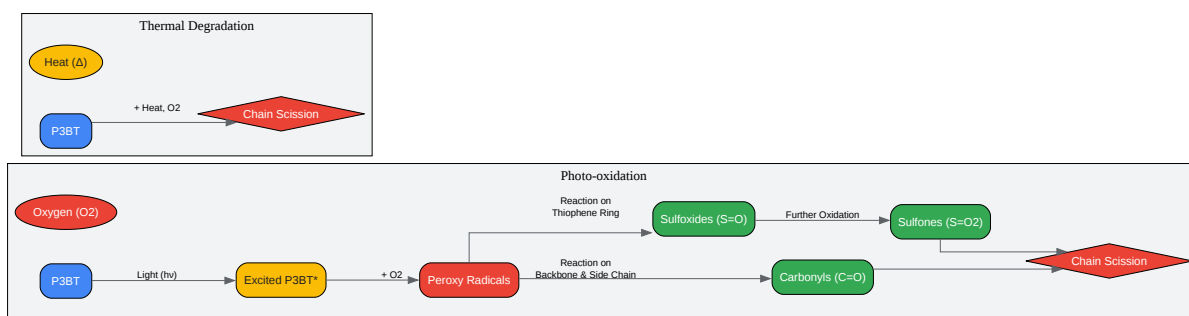 Thermal Degradation
Heat (Δ)
+ Heat, O2
Chain Scission
P3BT
Photo-oxidation
Oxygen (O2)
Reaction on
Thiophene Ring
Sulfoxides (S=O)
Further Oxidation
Sulfones (S=O2)
P3BT
Light (hν)
Excited P3BT*
+ O2
Peroxy Radicals
Reaction on
Backbone & Side Chain
Carbonyls (C=O)
Chain Scission